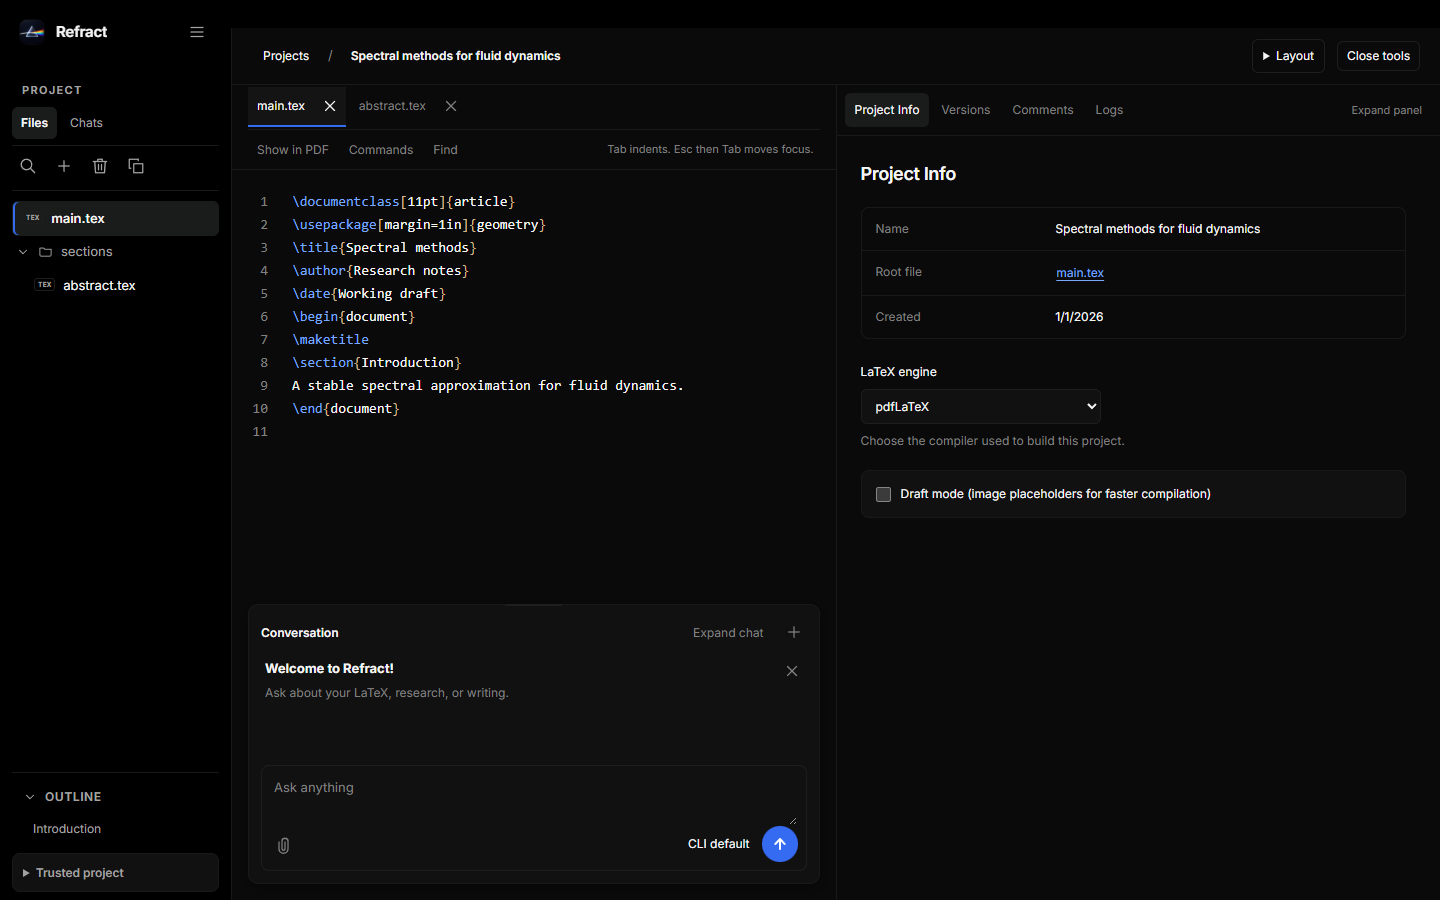 Refract
PROJECT
Files Chats
TEX main.tex
sections
TEX abstract.tex
OUTLINE
Introduction
Trusted project
Projects / Spectral methods for fluid dynamics
Layout Close tools
main.tex abstract.tex
Show in PDF Commands Find Tab indents. Esc then Tab moves focus.
1 \documentclass[11pt]{article}
2 \usepackage[margin=1in]{geometry}
3 \title{Spectral methods}
4 \author{Research notes}
5 \date{Working draft}
6 \begin{document}
7 \maketitle
8 \section{Introduction}
9 A stable spectral approximation for fluid dynamics.
10 \end{document}
11
Conversation Expand chat
Welcome to Refract!
Ask about your LaTeX, research, or writing.
Ask anything
CLI default
Project Info Versions Comments Logs Expand panel
Project Info
Name Spectral methods for fluid dynamics
Root file main.tex
Created 1/1/2026
LaTeX engine
pdfLaTeX
Choose the compiler used to build this project.
Draft mode (image placeholders for faster compilation)